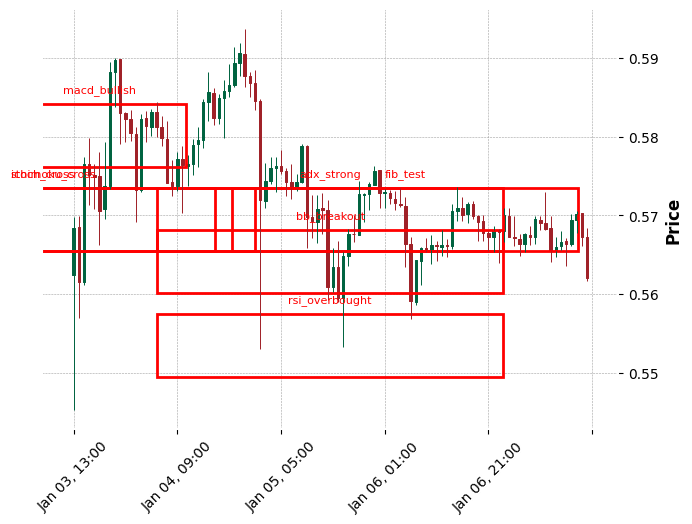 0.59
macd_bullish
0.58
ichimoku_cross
adx_strong
fib_test
bb_breakout
0.57
Price
0.56
rsi_overbought
0.55
Jan 03, 13:00
Jan 04, 09:00
Jan 05, 05:00
Jan 06, 01:00
Jan 06, 21:00